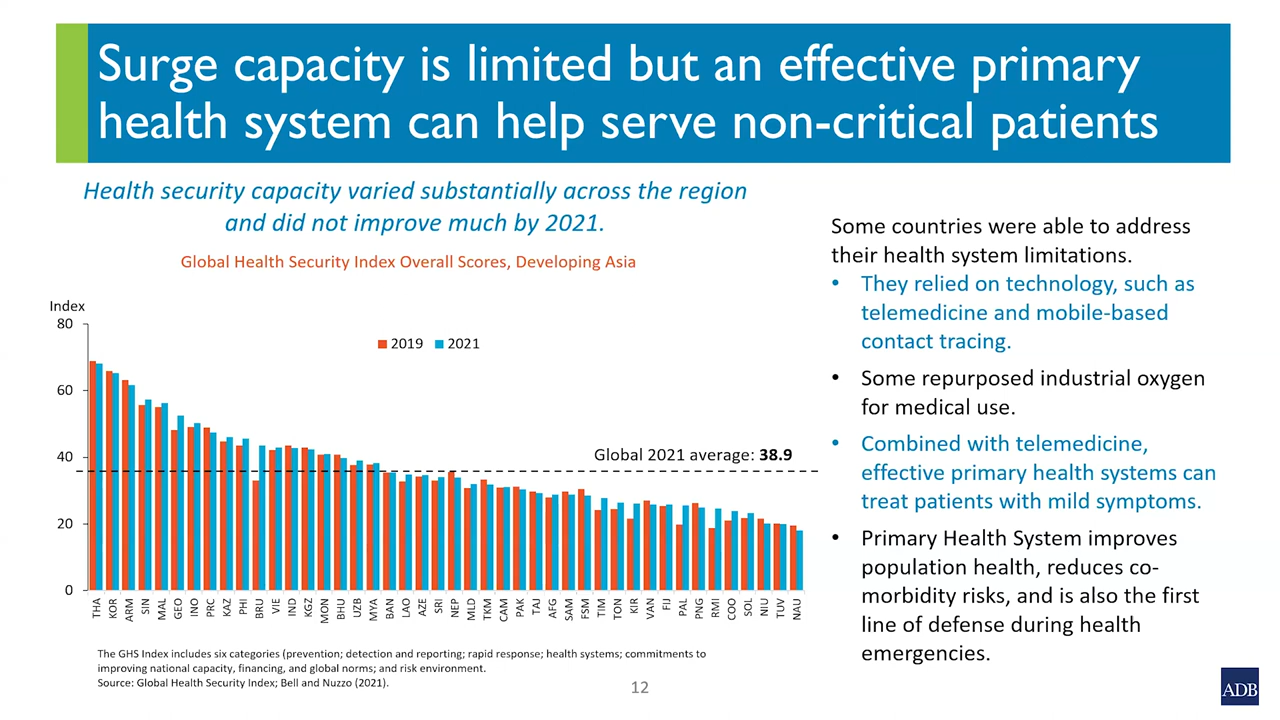 Surge capacity is limited but an effective primary
health system can help serve non-critical patients
Health security capacity varied substantially across the region
and did not improve much by 2021.
Global Health Security Index Overall Scores, Developing Asia
Index
80
60
40
20
0
2019 2021
Global 2021 average: 38.9
THA KOR ARM SIN MAL GEO INO PRC KAZ PHI BRU VIE IND KGZ MON BHU UZB MYA BAN LAO AZE SRI NEP MLD TKM CAM PAK TAJ AFG SAM FSM TIM TON KIR VAN FIJ PAL PNG RMI COO SOL NIU TUV NAU
The GHS Index includes six categories (prevention; detection and reporting; rapid response; health systems; commitments to
improving national capacity, financing, and global norms; and risk environment.
Source: Global Health Security Index; Bell and Nuzzo (2021).
Some countries were able to address
their health system limitations.
• They relied on technology, such as
telemedicine and mobile-based
contact tracing.
• Some repurposed industrial oxygen
for medical use.
• Combined with telemedicine,
effective primary health systems can
treat patients with mild symptoms.
• Primary Health System improves
population health, reduces co-
morbidity risks, and is also the first
line of defense during health
emergencies.
12
ADB